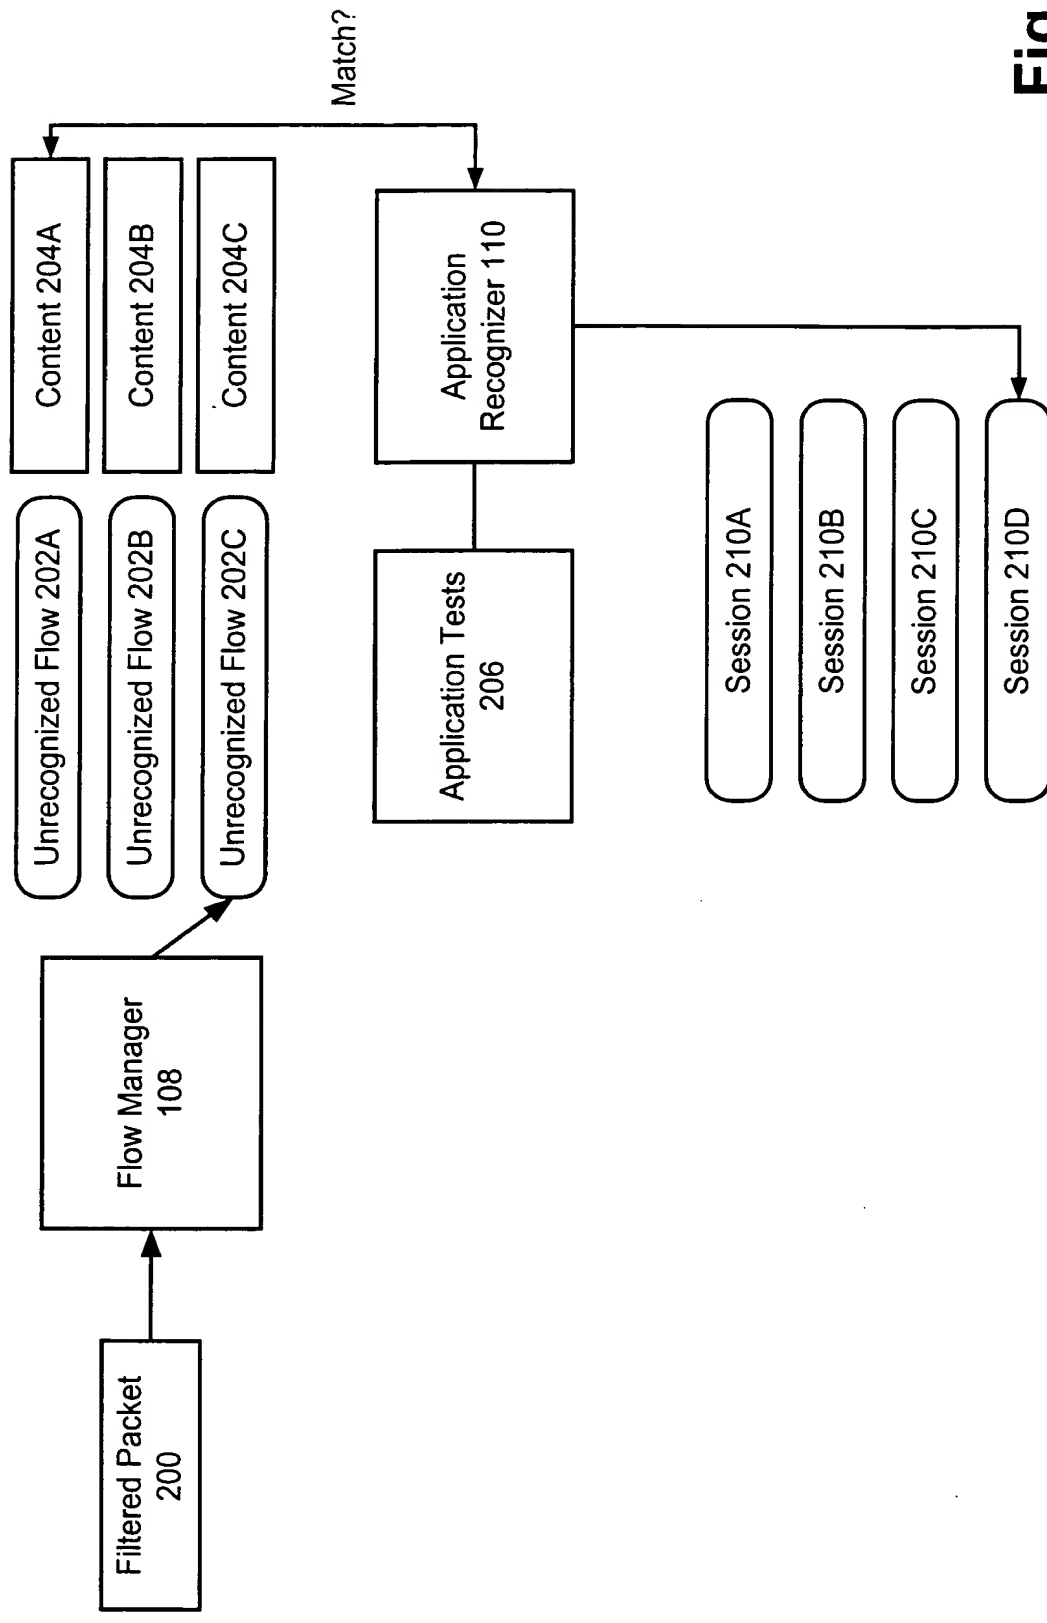 Filtered Packet
200
Flow Manager
108
Unrecognized Flow 202A
Content 204A
Unrecognized Flow 202B
Content 204B
Unrecognized Flow 202C
Content 204C
Match?
Application Tests
206
Application
Recognizer 110
Session 210A
Session 210B
Session 210C
Session 210D